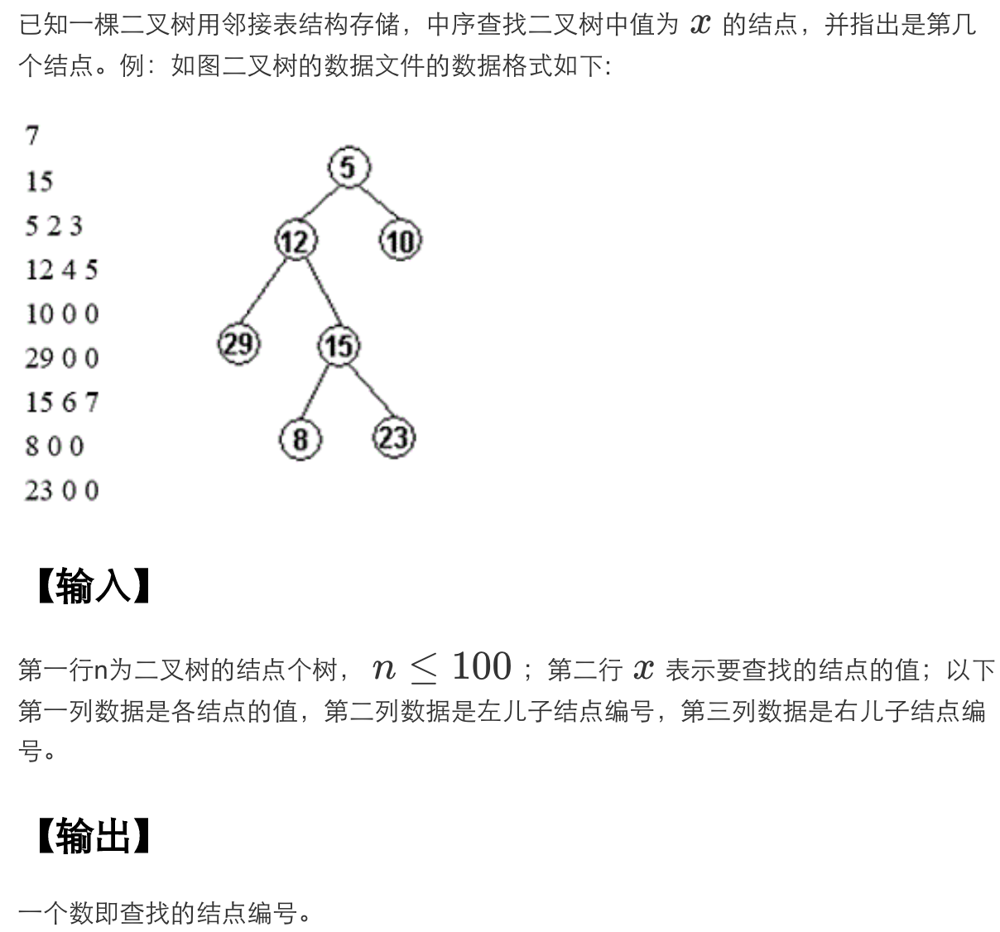 已知一棵二叉树用邻接表结构存储，中序查找二叉树中值为 x 的结点，并指出是第几
个结点。例：如图二叉树的数据文件的数据格式如下:
7
15
5 2 3
12 4 5
10 0 0
29 0 0
15 6 7
8 0 0
23 0 0
5
12 10
29 15
8 23
【输入】
第一行n为二叉树的结点个树， n ≤ 100 ；第二行 x 表示要查找的结点的值；以下
第一列数据是各结点的值，第二列数据是左儿子结点编号，第三列数据是右儿子结点编
号。
【输出】
一个数即查找的结点编号。